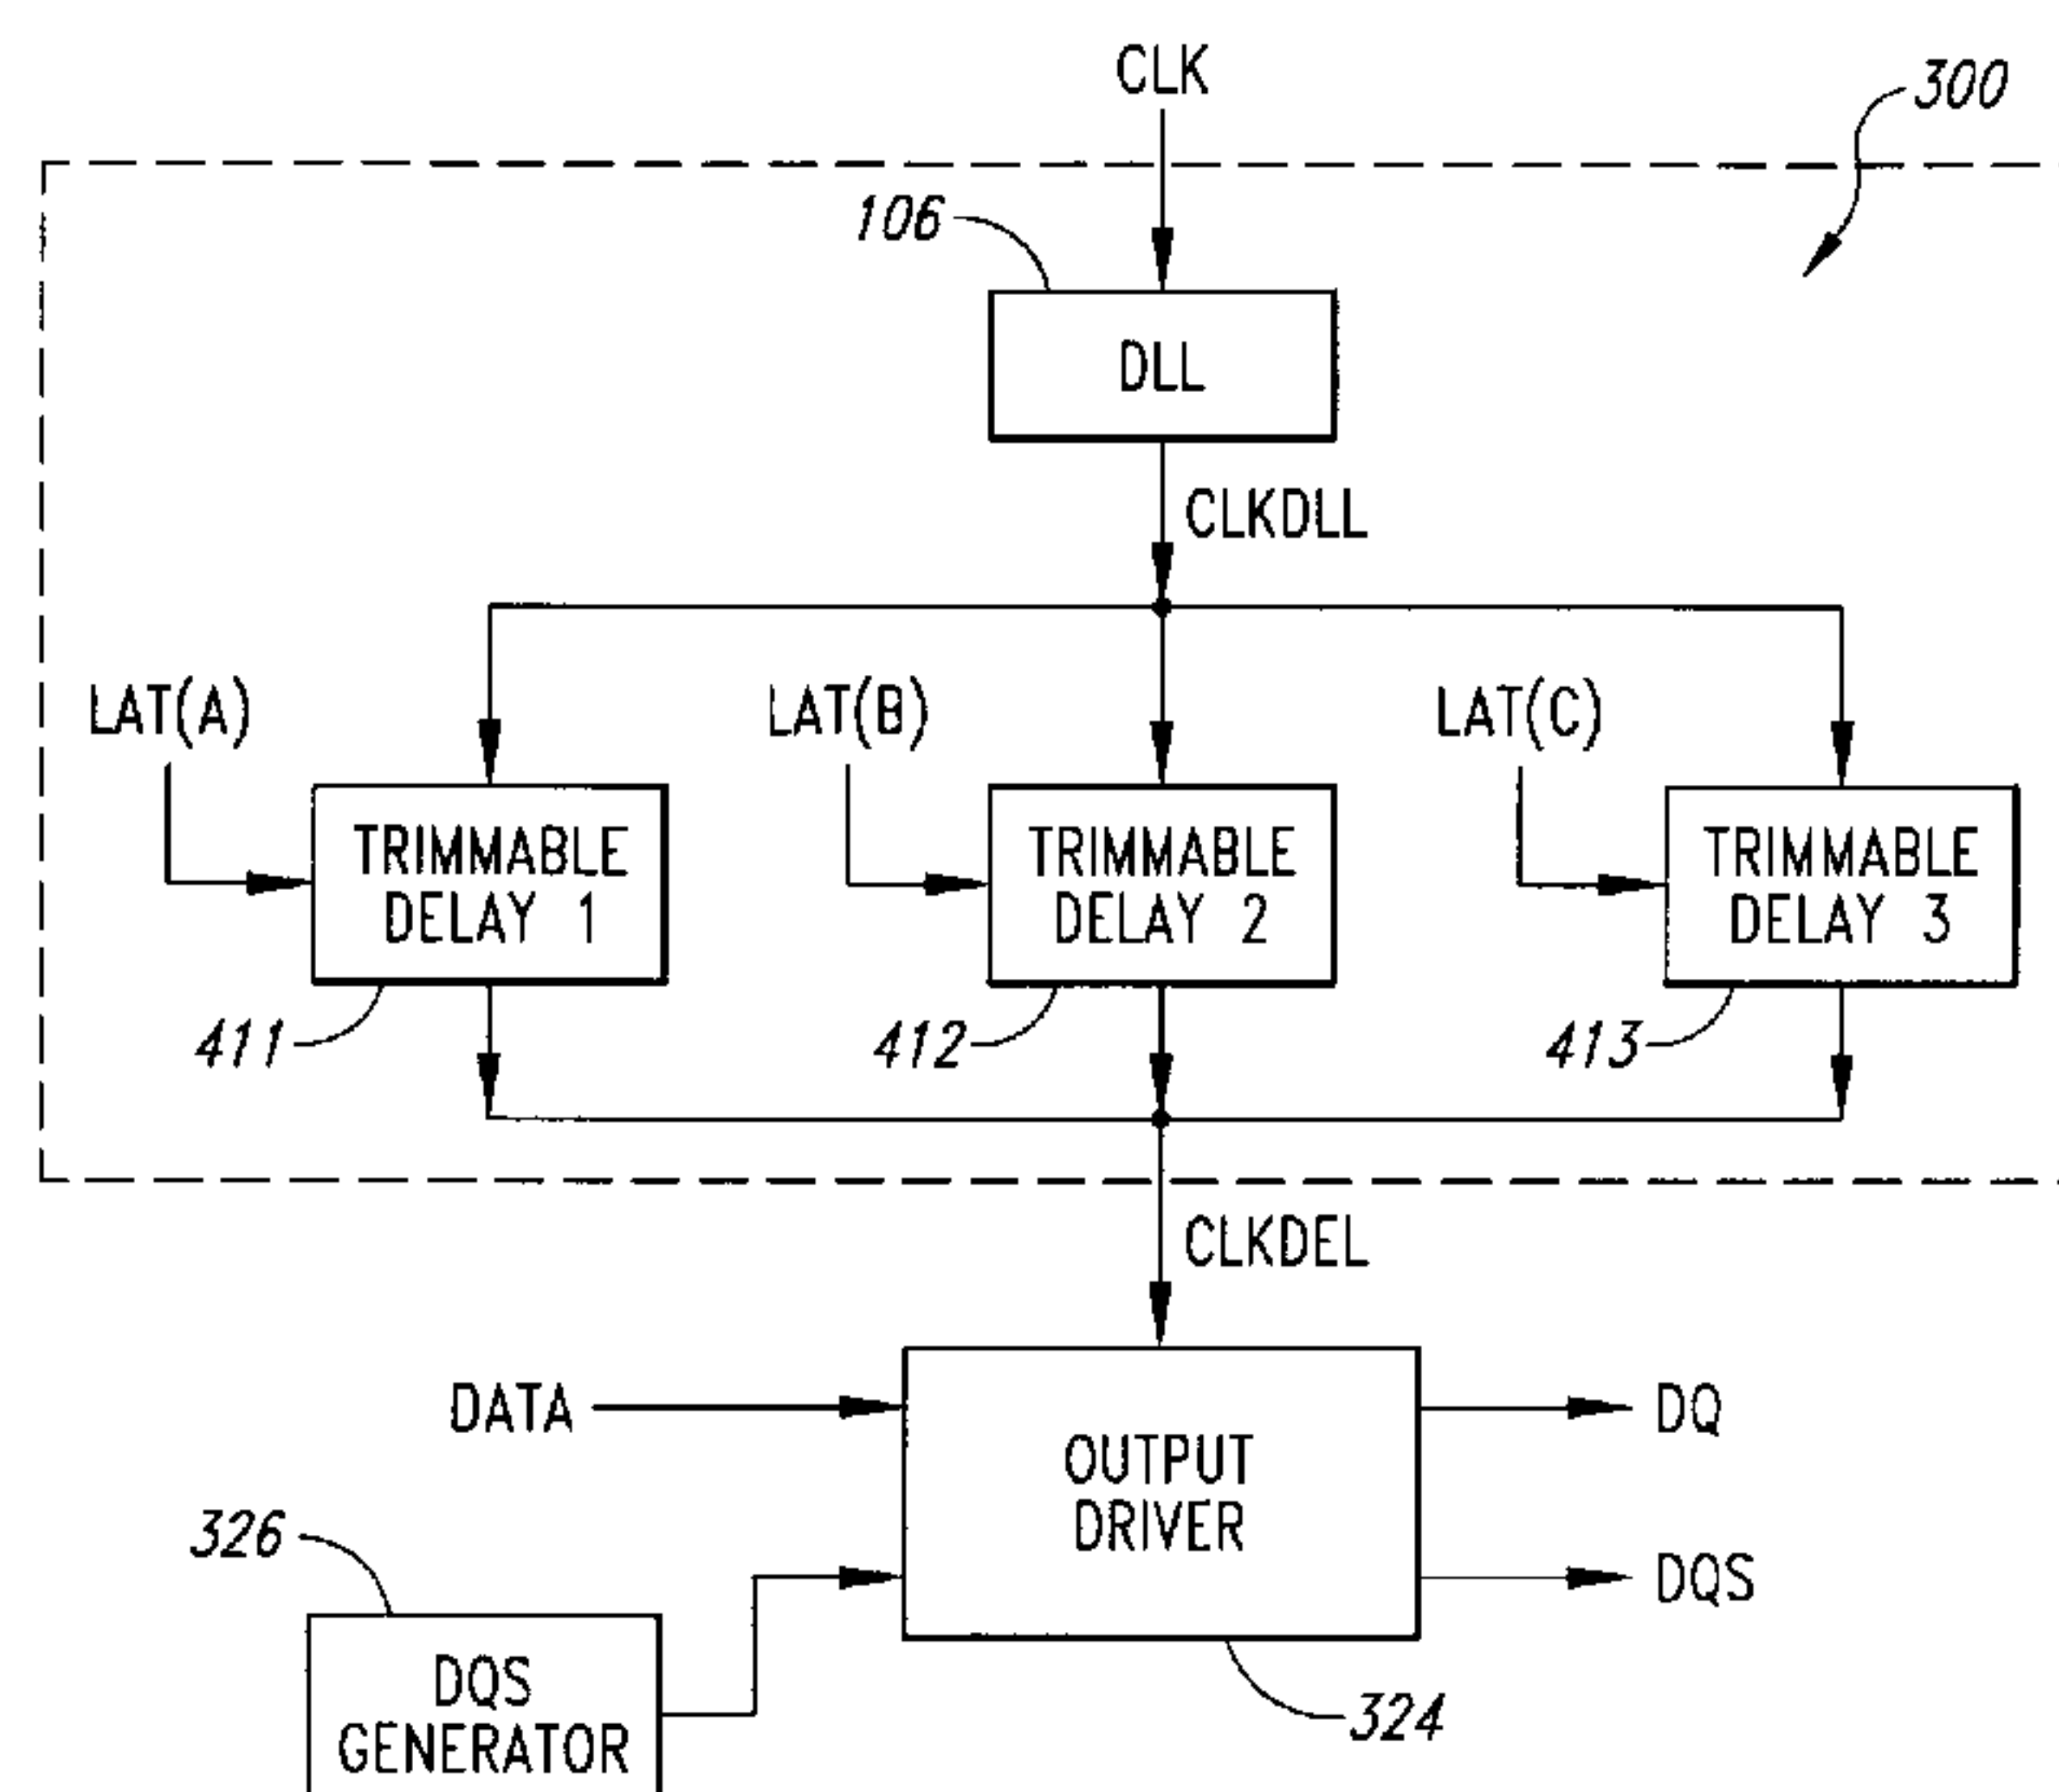 CLK
300
106
DLL
CLKDLL
LAT(A)
LAT(B)
LAT(C)
TRIMMABLE
DELAY 1
TRIMMABLE
DELAY 2
TRIMMABLE
DELAY 3
411
412
413
CLKDEL
DATA
OUTPUT
DRIVER
DQ
DQS
326
DQS
GENERATOR
324